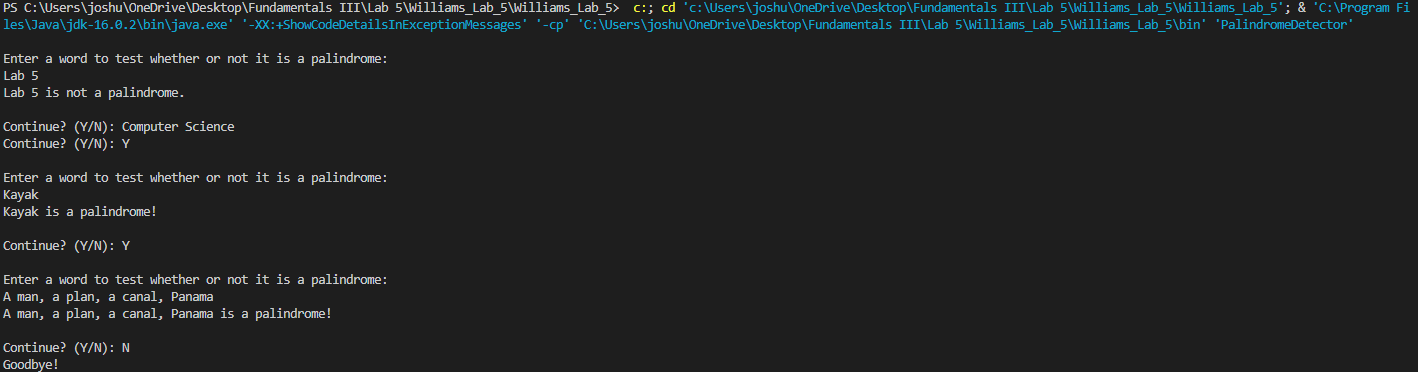 PS C:\Users\joshu\OneDrive\Desktop\Fundamentals III\Lab 5\Williams_Lab_5\Williams_Lab_5>  c:; cd 'c:\Users\joshu\OneDrive\Desktop\Fundamentals III\Lab 5\Williams_Lab_5\Williams_Lab_5'; & 'C:\Program Fi
les\Java\jdk-16.0.2\bin\java.exe' '-XX:+ShowCodeDetailsInExceptionMessages' '-cp' 'C:\Users\joshu\OneDrive\Desktop\Fundamentals III\Lab 5\Williams_Lab_5\Williams_Lab_5\bin' 'PalindromeDetector'
Enter a word to test whether or not it is a palindrome:
Lab 5
Lab 5 is not a palindrome.
Continue? (Y/N): Computer Science
Continue? (Y/N): Y
Enter a word to test whether or not it is a palindrome:
Kayak
Kayak is a palindrome!
Continue? (Y/N): Y
Enter a word to test whether or not it is a palindrome:
A man, a plan, a canal, Panama
A man, a plan, a canal, Panama is a palindrome!
Continue? (Y/N): N
Goodbye!